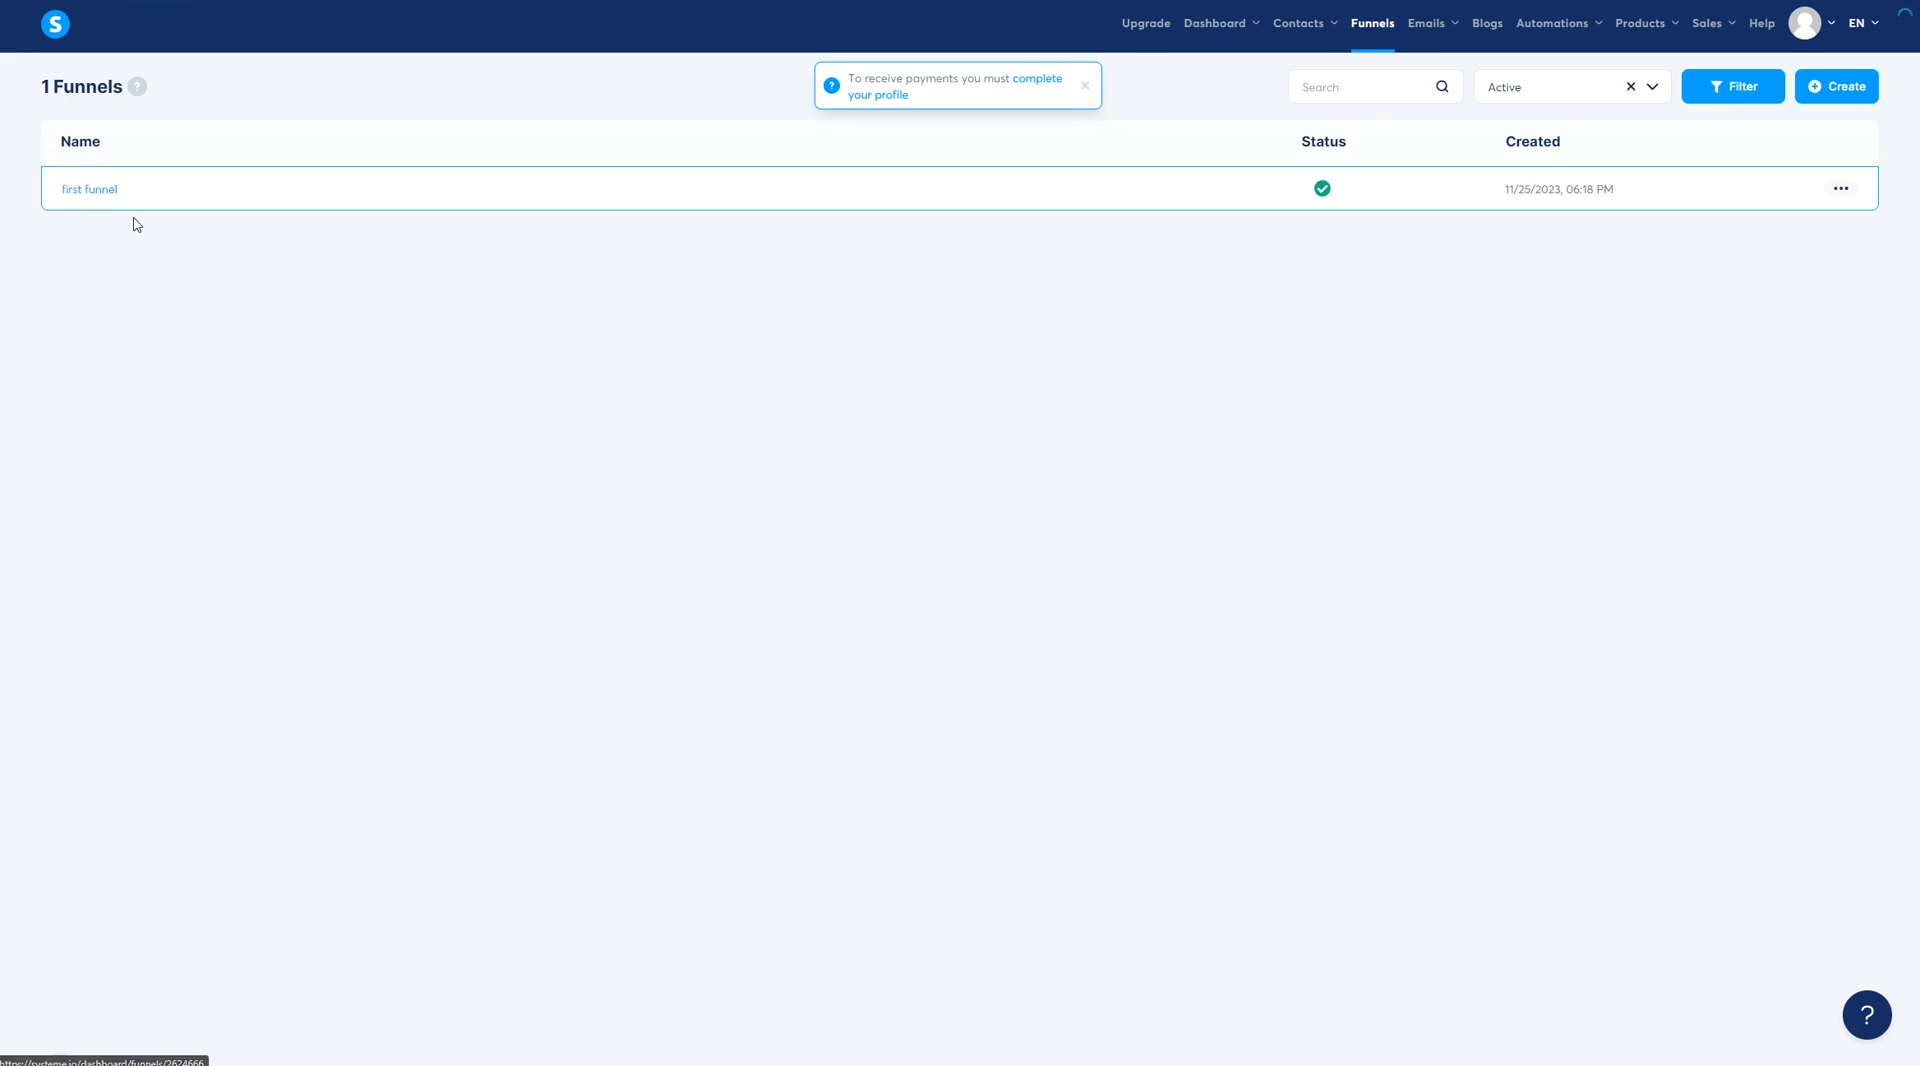 S
Upgrade Dashboard Contacts Funnels Emails Blogs Automations Products Sales Help EN
1 Funnels ?
? To receive payments you must complete
your profile
Search
Active
Filter
Create
Name Status Created
first funnel 11/25/2023, 06:18 PM
?
https://systeme.io/dashboard/funnels/2624666